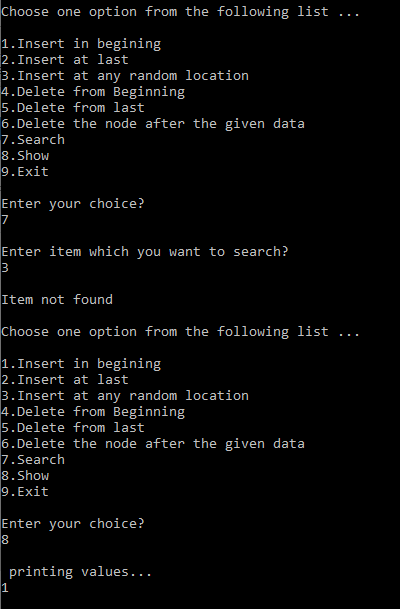 Choose one option from the following list ...
1.Insert in begining
2.Insert at last
3.Insert at any random location
4.Delete from Beginning
5.Delete from last
6.Delete the node after the given data
7.Search
8.Show
9.Exit
Enter your choice?
7
Enter item which you want to search?
3
Item not found
Choose one option from the following list ...
1.Insert in begining
2.Insert at last
3.Insert at any random location
4.Delete from Beginning
5.Delete from last
6.Delete the node after the given data
7.Search
8.Show
9.Exit
Enter your choice?
8
printing values...
1